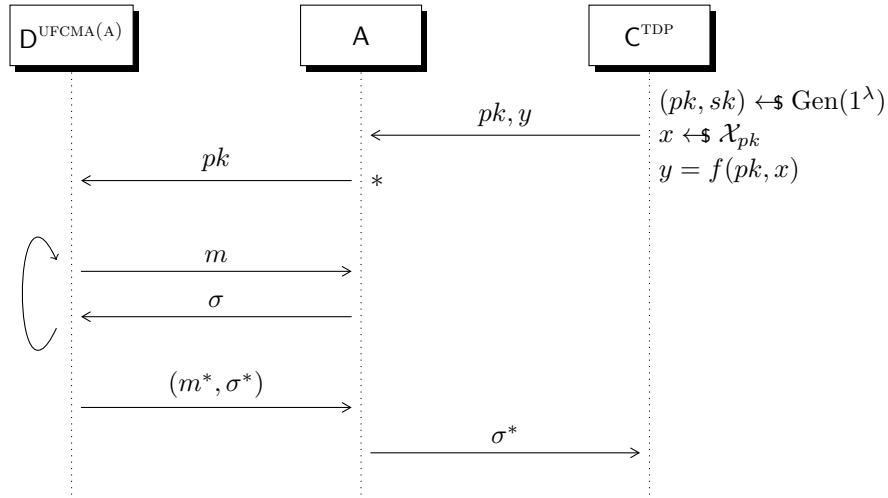 D^UFCMA(A) A C^TDP
(pk, sk) ←$ Gen(1^λ)
pk, y
x ←$ 𝒳_pk
pk
*
y = f(pk, x)
m
σ
(m*, σ*)
σ*